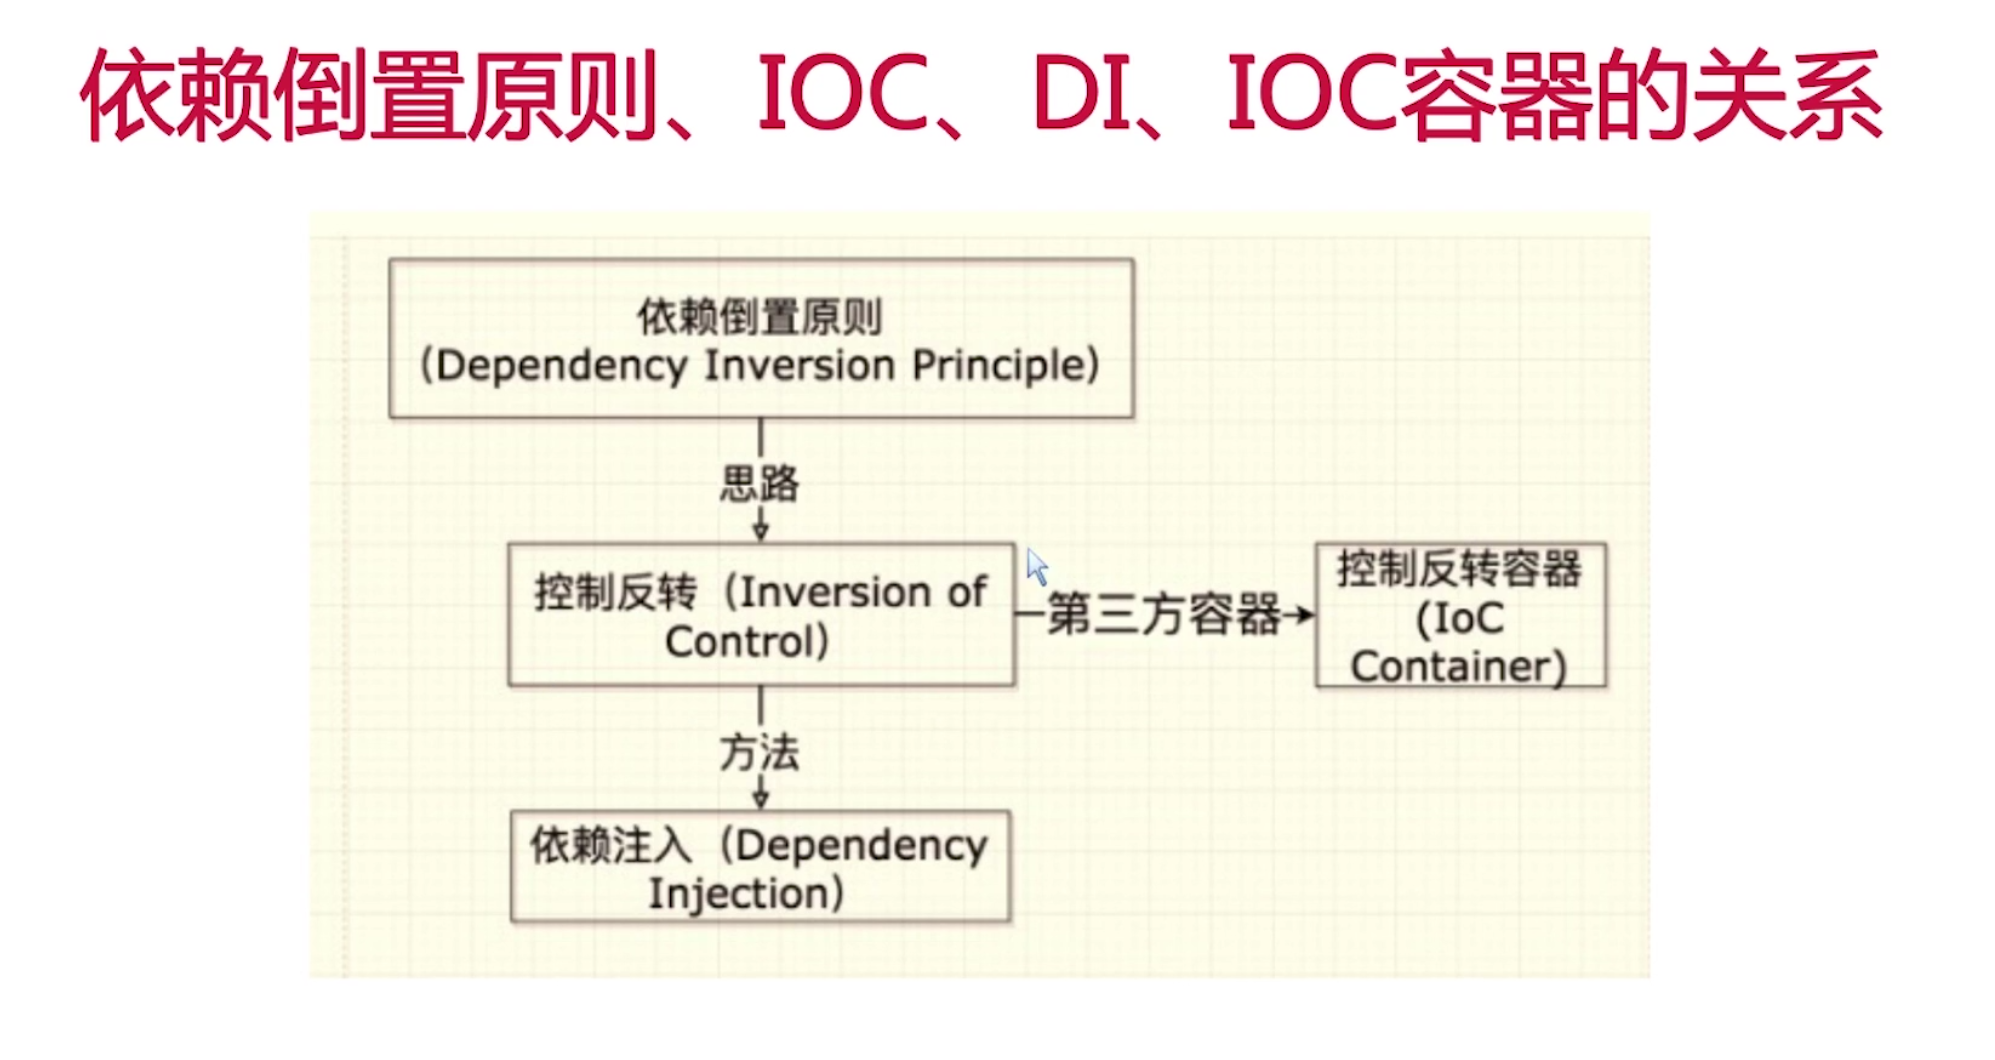 依赖倒置原则、IOC、DI、IOC容器的关系
依赖倒置原则
(Dependency Inversion Principle)
思路
控制反转（Inversion of
Control)
第三方容器
控制反转容器
(IoC
Container)
方法
依赖注入（Dependency
Injection)